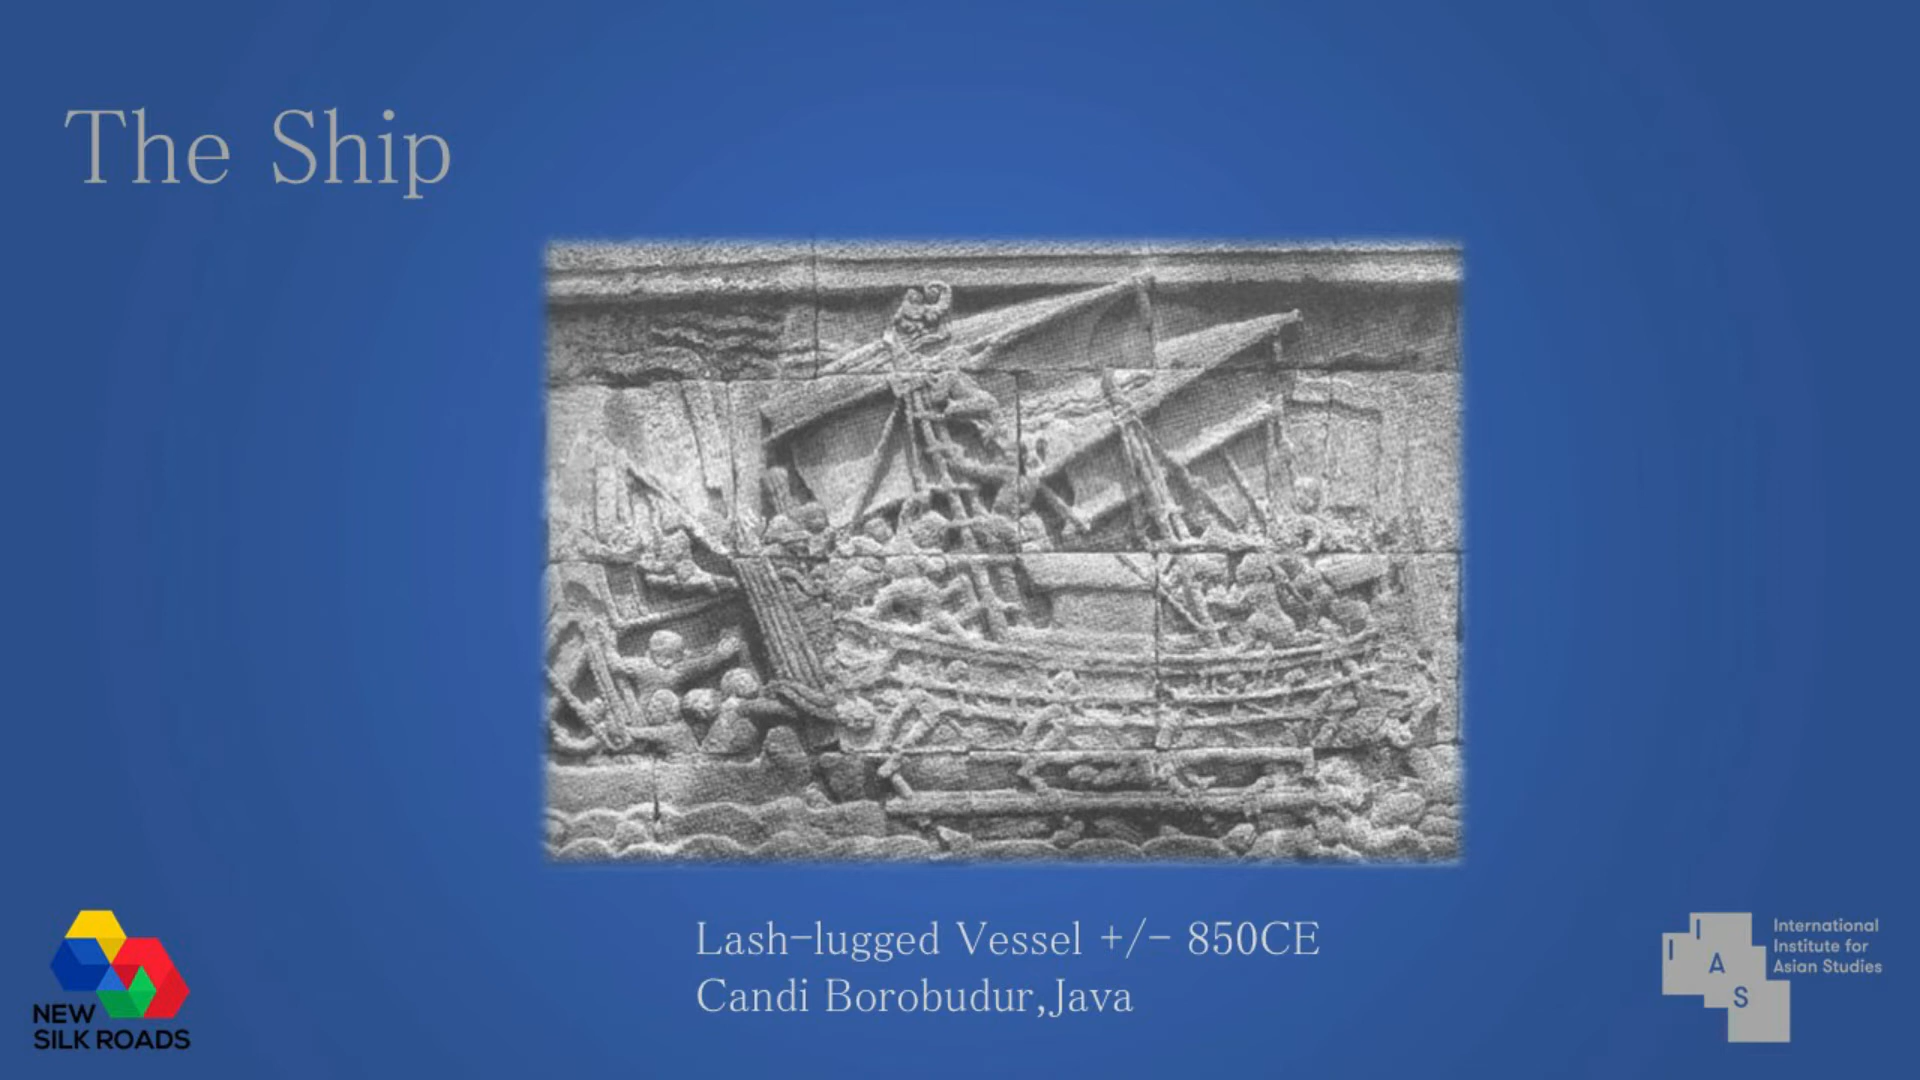 The Ship
Lash-lugged Vessel +/- 850CE
Candi Borobudur,Java
NEW
SILK ROADS
I I A S
International
Institute for
Asian Studies